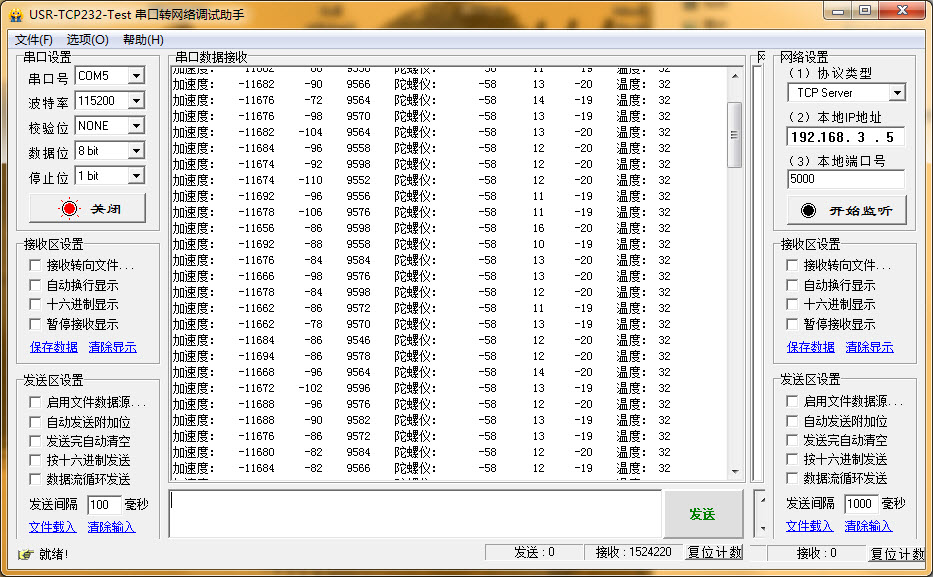 USR-TCP232-Test 串口转网络调试助手
文件(F) 选项(O) 帮助(H)
串口设置
串口号 COM5
波特率 115200
校验位 NONE
数据位 8 bit
停止位 1 bit
关闭
接收区设置
接收转向文件...
自动换行显示
十六进制显示
暂停接收显示
保存数据 清除显示
发送区设置
启用文件数据源...
自动发送附加位
发送完自动清空
按十六进制发送
数据流循环发送
发送间隔 100 毫秒
文件载入 清除输入
就绪!
串口数据接收
加速度: -11682 -90 9566 陀螺仪: -58 13 -20 温度: 32
加速度: -11676 -72 9564 陀螺仪: -58 14 -19 温度: 32
加速度: -11676 -98 9570 陀螺仪: -58 13 -19 温度: 32
加速度: -11682 -104 9564 陀螺仪: -58 13 -20 温度: 32
加速度: -11684 -96 9558 陀螺仪: -58 12 -20 温度: 32
加速度: -11674 -92 9598 陀螺仪: -58 12 -20 温度: 32
加速度: -11674 -110 9552 陀螺仪: -58 12 -20 温度: 32
加速度: -11692 -96 9556 陀螺仪: -58 11 -19 温度: 32
加速度: -11678 -106 9576 陀螺仪: -58 11 -19 温度: 32
加速度: -11656 -86 9598 陀螺仪: -58 16 -20 温度: 32
加速度: -11692 -88 9558 陀螺仪: -58 10 -19 温度: 32
加速度: -11676 -84 9584 陀螺仪: -58 13 -20 温度: 32
加速度: -11666 -98 9576 陀螺仪: -58 13 -20 温度: 32
加速度: -11678 -84 9598 陀螺仪: -58 12 -20 温度: 32
加速度: -11662 -86 9572 陀螺仪: -58 11 -19 温度: 32
加速度: -11662 -78 9570 陀螺仪: -58 13 -19 温度: 32
加速度: -11684 -86 9546 陀螺仪: -58 12 -20 温度: 32
加速度: -11694 -86 9578 陀螺仪: -58 12 -20 温度: 32
加速度: -11668 -96 9564 陀螺仪: -58 14 -20 温度: 32
加速度: -11672 -102 9596 陀螺仪: -58 13 -19 温度: 32
加速度: -11688 -96 9576 陀螺仪: -58 12 -20 温度: 32
加速度: -11688 -90 9582 陀螺仪: -58 13 -19 温度: 32
加速度: -11676 -86 9572 陀螺仪: -58 13 -19 温度: 32
加速度: -11680 -82 9584 陀螺仪: -58 12 -20 温度: 32
加速度: -11684 -82 9566 陀螺仪: -58 12 -19 温度: 32
发送
发送 : 0 接收 : 1524220 复位计数
网络设置
(1) 协议类型
TCP Server
(2) 本地IP地址
192.168. 3 . 5
(3) 本地端口号
5000
开始监听
接收区设置
接收转向文件...
自动换行显示
十六进制显示
暂停接收显示
保存数据 清除显示
发送区设置
启用文件数据源...
自动发送附加位
发送完自动清空
按十六进制发送
数据流循环发送
发送间隔 1000 毫秒
文件载入 清除输入
接收 : 0 复位计数